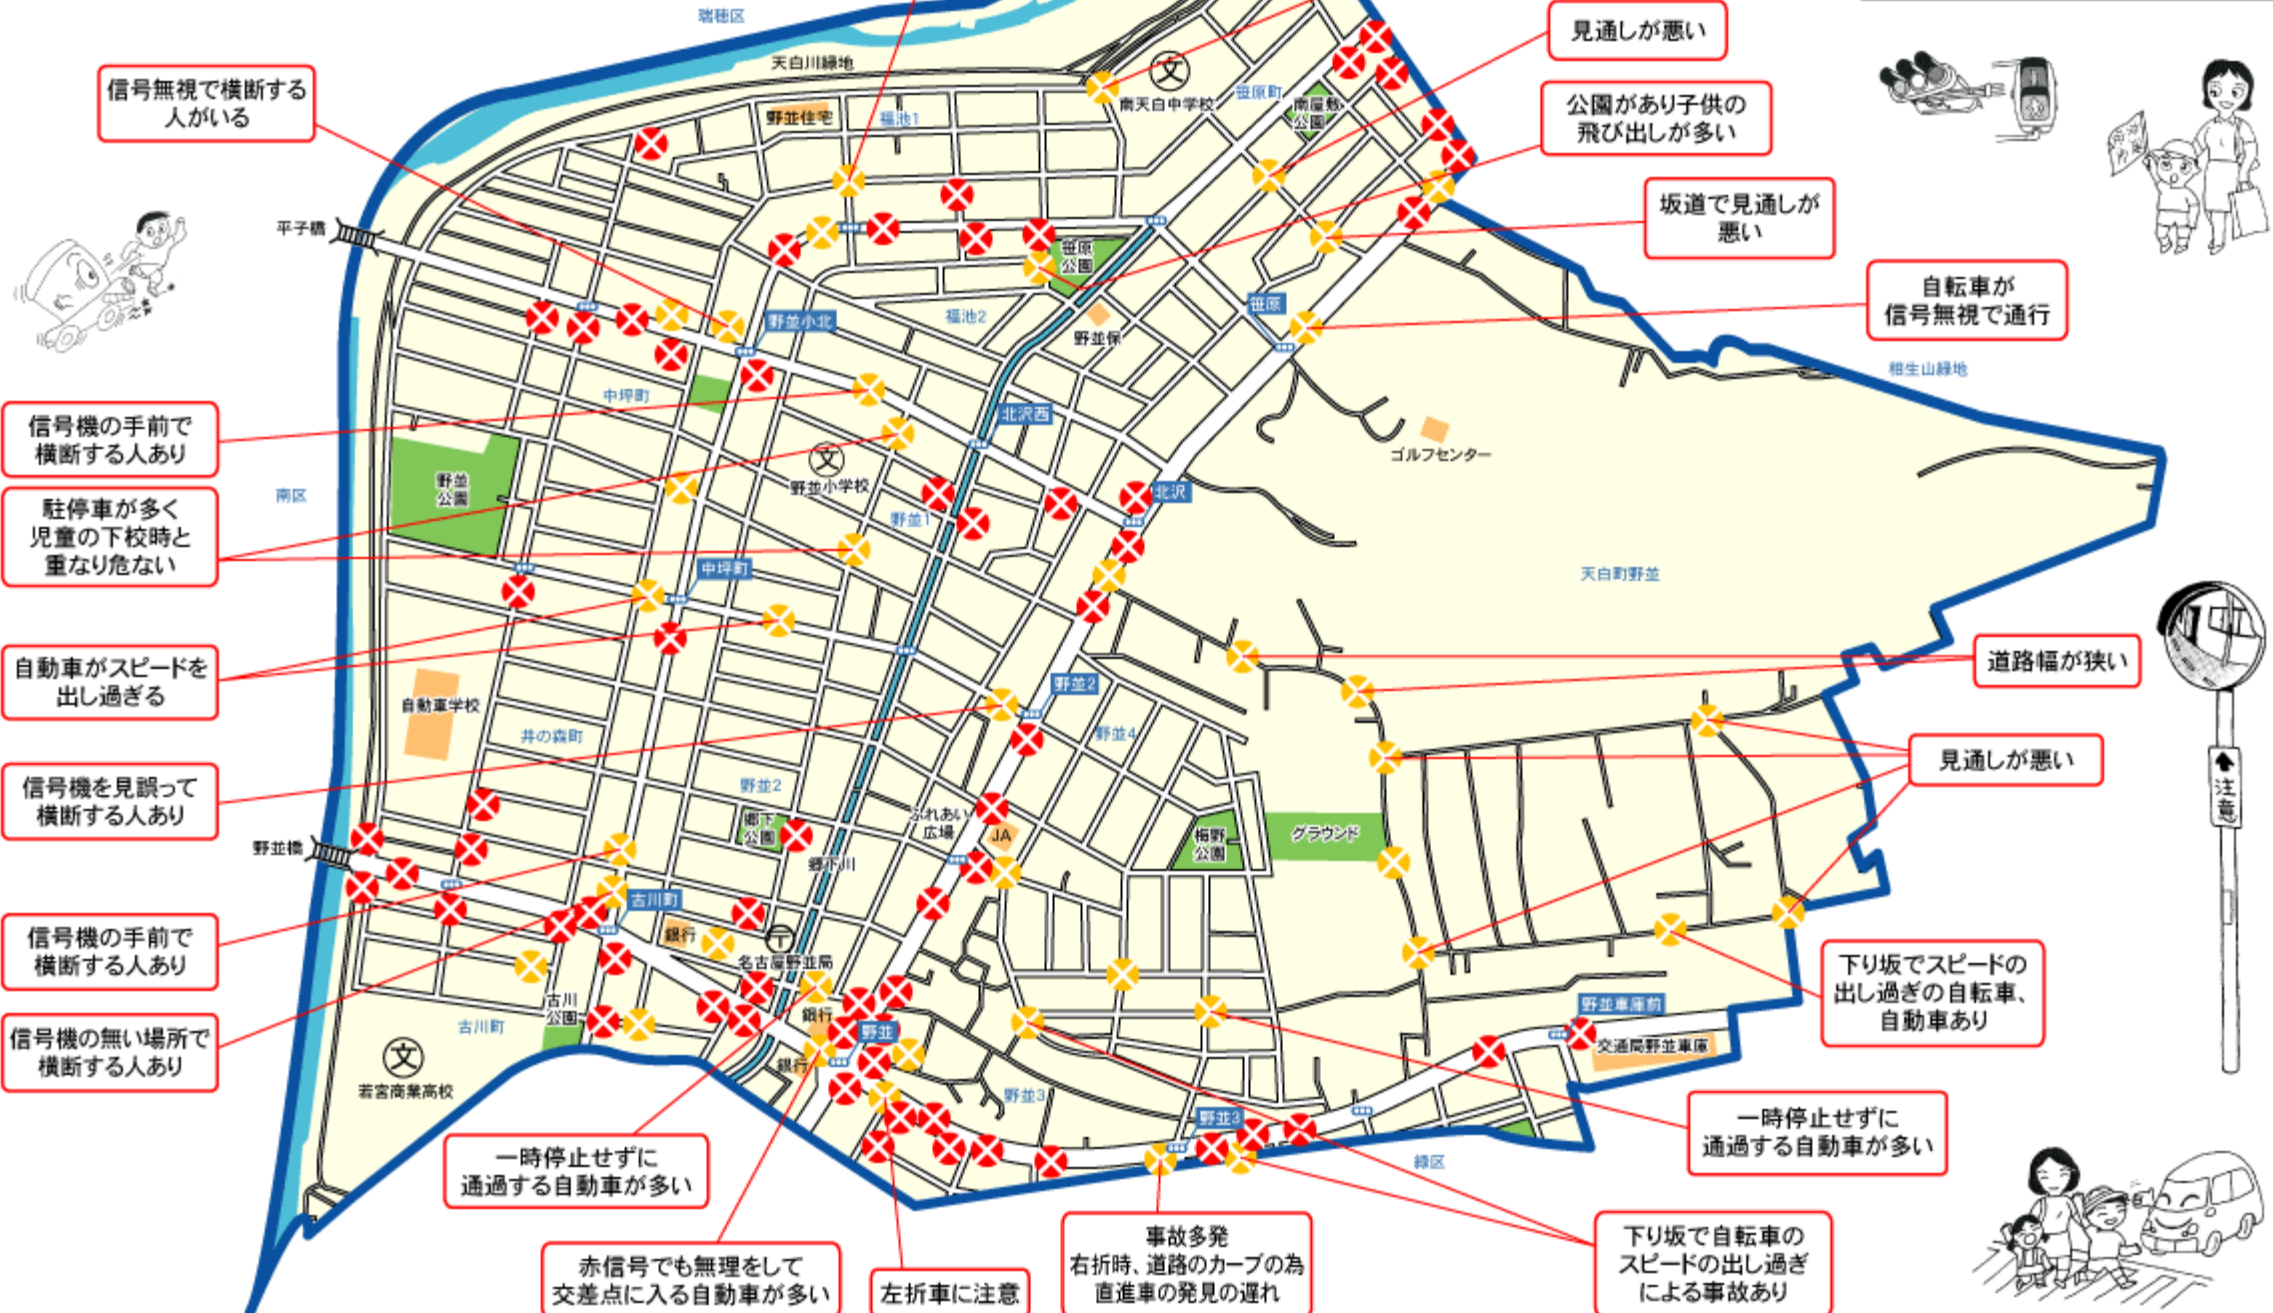 瑞穂区
天白川緑地
見通しが悪い
信号無視で横断する
人がいる
野並住宅
福池1
南天白中学校
笹原町
南屋敷
公園
公園があり子供の
飛び出しが多い
坂道で見通しが
悪い
平子橋
笹原
公園
自転車が
信号無視で通行
笹原
野並小北
福池2
野並保
相生山緑地
中坪町
北沢西
信号機の手前で
横断する人あり
ゴルフセンター
野並
公園
野並小学校
南区
北沢
野並1
駐停車が多く
児童の下校時と
重なり危ない
中坪町
天白町野並
自動車がスピードを
出し過ぎる
道路幅が狭い
野並2
自動車学校
井の森町
野並4
見通しが悪い
信号機を見誤って
横断する人あり
野並2
注意
ふれあい
広場
JA
郷下
公園
梅野
公園
グラウンド
野並橋
郷下川
古川町
銀行
信号機の手前で
横断する人あり
名古屋野並局
下り坂でスピードの
出し過ぎの自転車、
自動車あり
古川
公園
古川町
銀行
野並
野並車庫前
交通局野並車庫
信号機の無い場所で
横断する人あり
銀行
文
文
文
若宮商業高校
野並3
野並3
一時停止せずに
通過する自動車が多い
一時停止せずに
通過する自動車が多い
緑区
赤信号でも無理をして
交差点に入る自動車が多い
左折車に注意
事故多発
右折時、道路のカーブの為
直進車の発見の遅れ
下り坂で自転車の
スピードの出し過ぎ
による事故あり